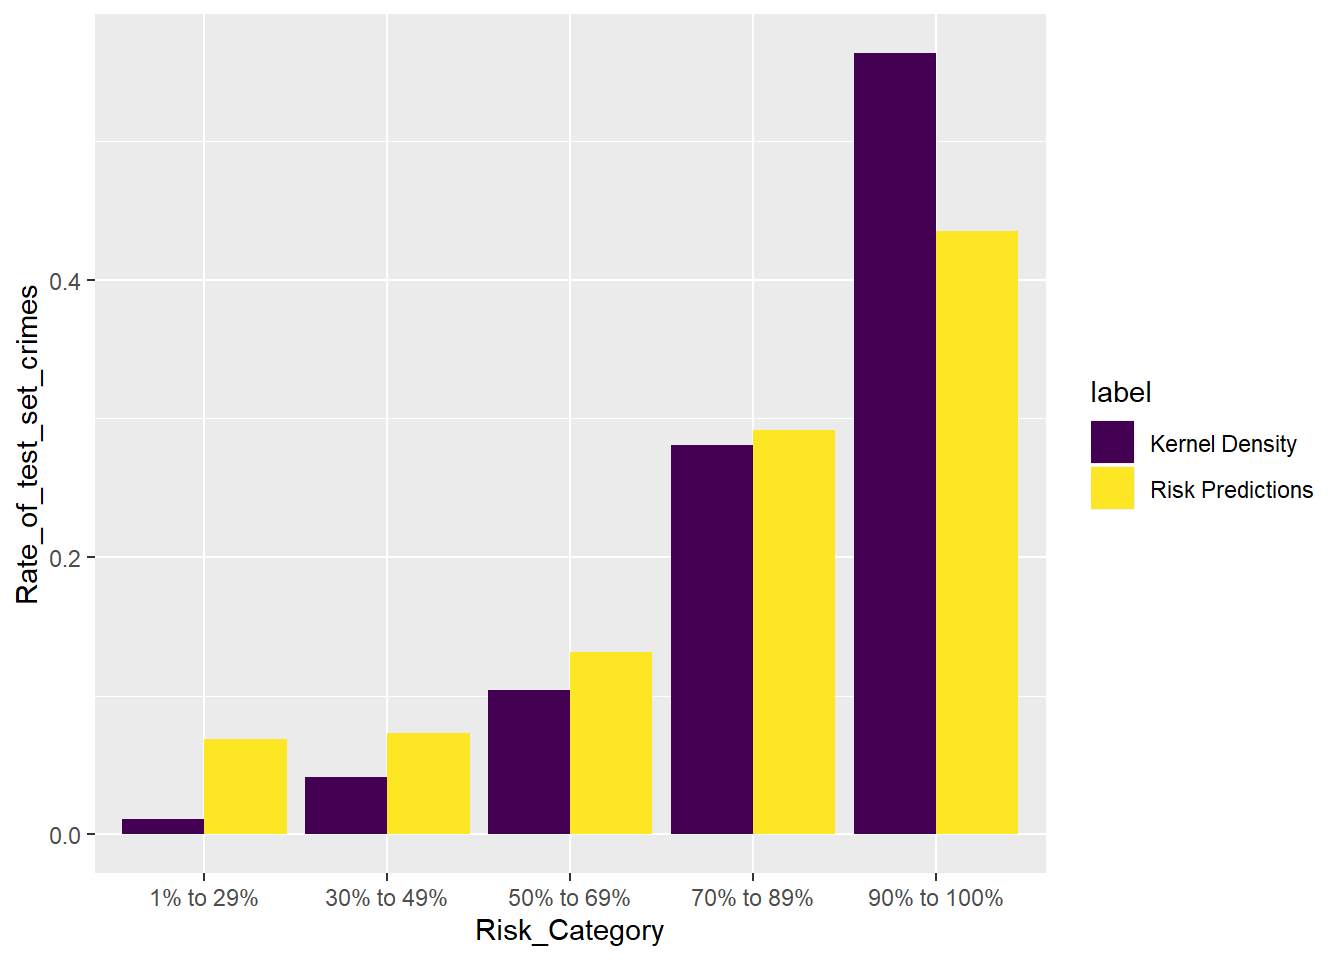 Rate_of_test_set_crimes
0.4
0.2
0.0
1% to 29%
30% to 49%
50% to 69%
70% to 89%
90% to 100%
Risk_Category
label
Kernel Density
Risk Predictions